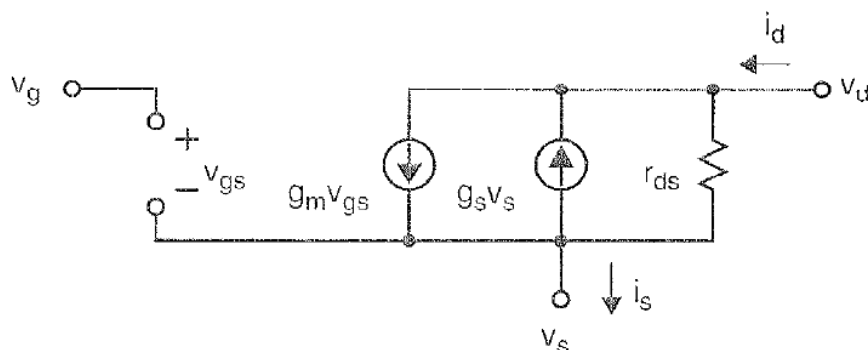 i_d
v_g
v_d
+
− v_gs
g_m v_gs
g_s v_s
r_ds
i_s
v_s